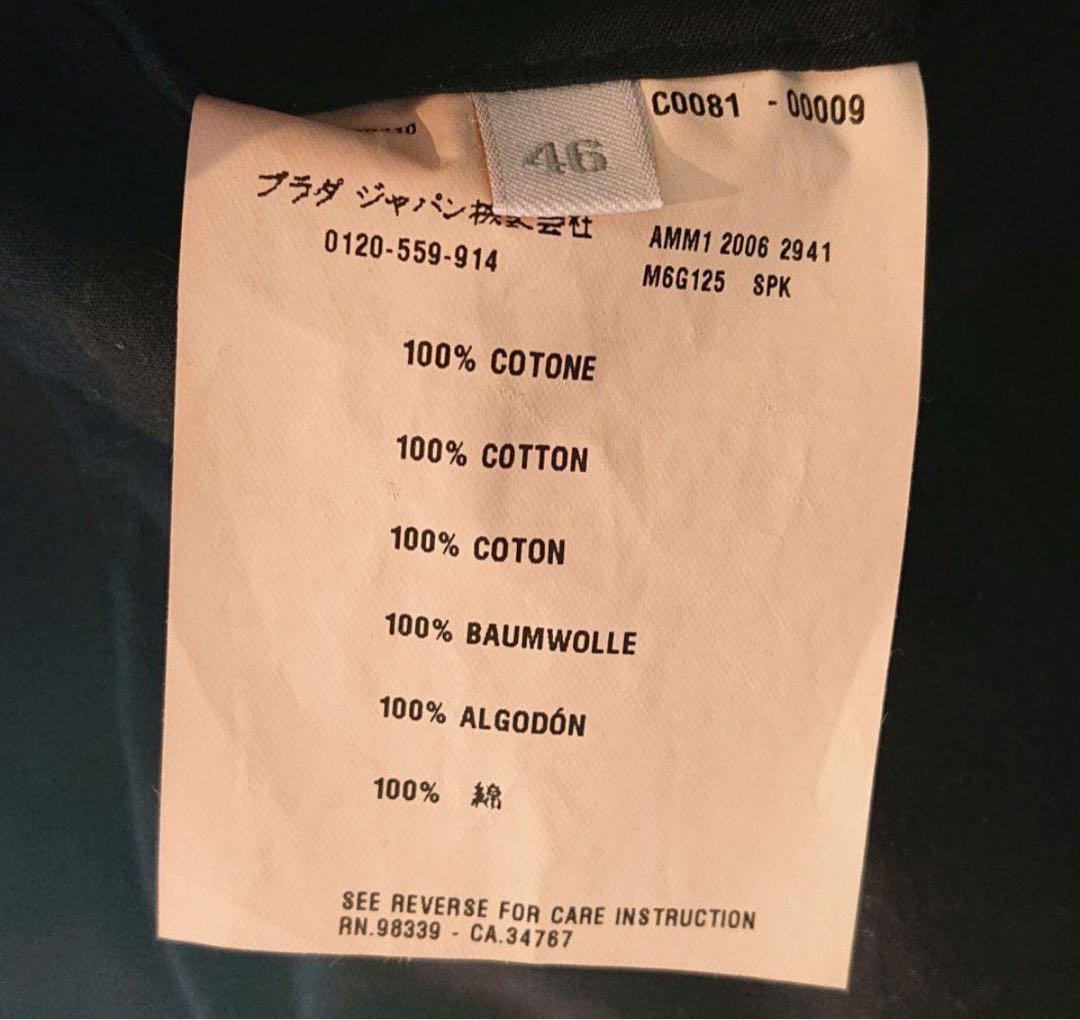 C0081 - 00009
46
プラダ ジャパン株式会社
0120-559-914
AMM1 2006 2941
M6G125 SPK
100% COTONE
100% COTTON
100% COTON
100% BAUMWOLLE
100% ALGODÓN
100% 綿
SEE REVERSE FOR CARE INSTRUCTION
RN.98339 - CA.34767